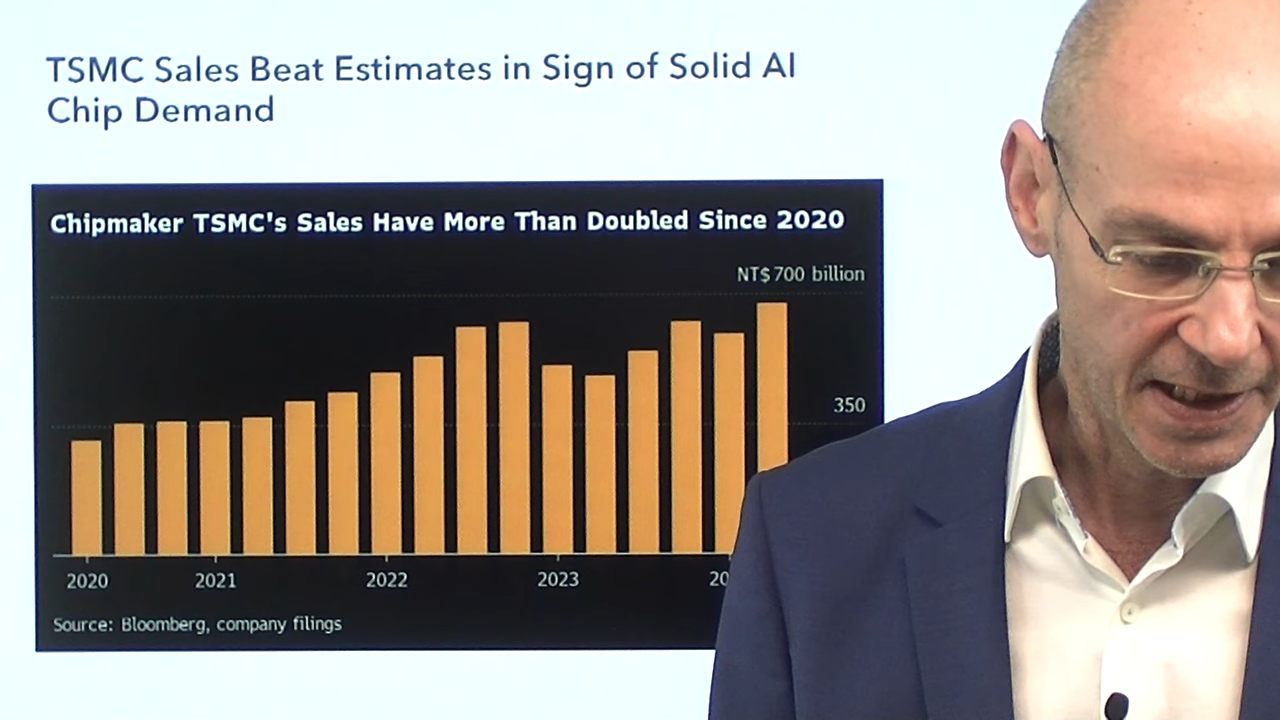 TSMC Sales Beat Estimates in Sign of Solid AI
Chip Demand
Chipmaker TSMC's Sales Have More Than Doubled Since 2020
NT$700 billion
350
2020 2021 2022 2023
Source: Bloomberg, company filings